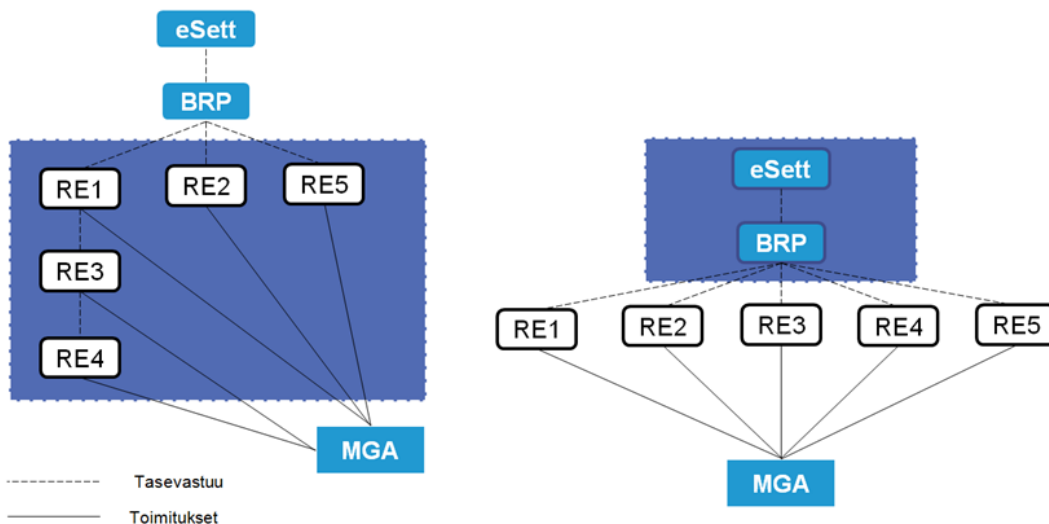 eSett
BRP
RE1
RE2
RE5
RE3
RE4
MGA
Tasevastuu
Toimitukset
eSett
BRP
RE1
RE2
RE3
RE4
RE5
MGA